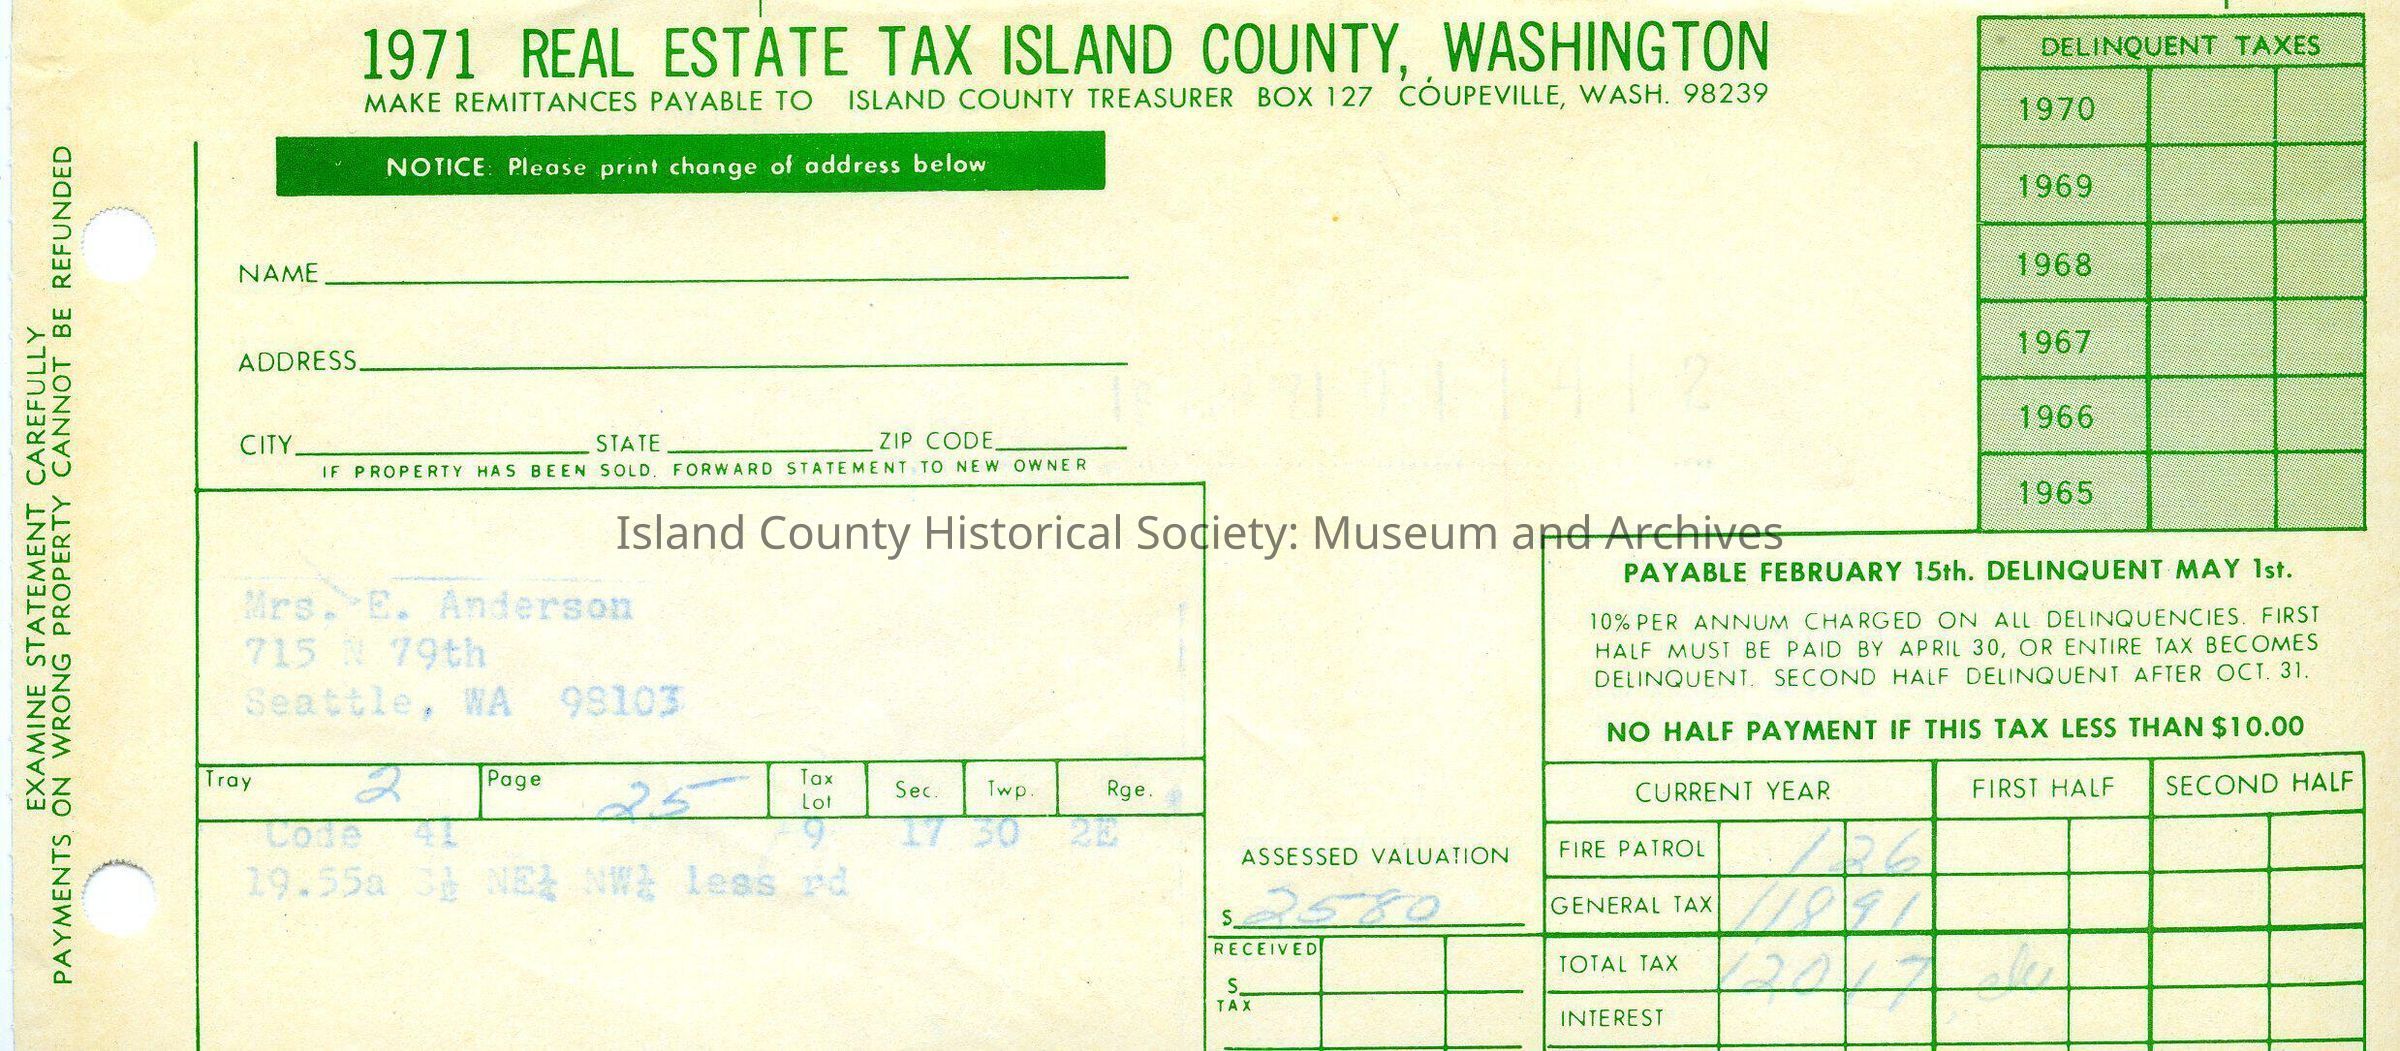 1971 REAL ESTATE TAX ISLAND COUNTY, WASHINGTON
MAKE REMITTANCES PAYABLE TO ISLAND COUNTY TREASURER BOX 127 COUPEVILLE, WASH. 98239
EXAMINE STATEMENT CAREFULLY
PAYMENTS ON WRONG PROPERTY CANNOT BE REFUNDED
NOTICE: Please print change of address below
NAME
ADDRESS
CITY STATE ZIP CODE
IF PROPERTY HAS BEEN SOLD, FORWARD STATEMENT TO NEW OWNER
DELINQUENT TAXES
1970
1969
1968
1967
1966
1965
Island County Historical Society: Museum and Archives
Mrs. E. Anderson
715 N 79th
Seattle, WA 98103
Tray 2 Page 25 Tax Lot Sec. Twp. Rge.
Code 41 9 17 30 2E
19.55a S½ NE¼ NW¼ less rd
ASSESSED VALUATION
$ 2580
RECEIVED
$
TAX
PAYABLE FEBRUARY 15th. DELINQUENT MAY 1st.
10% PER ANNUM CHARGED ON ALL DELINQUENCIES. FIRST
HALF MUST BE PAID BY APRIL 30, OR ENTIRE TAX BECOMES
DELINQUENT. SECOND HALF DELINQUENT AFTER OCT. 31.
NO HALF PAYMENT IF THIS TAX LESS THAN $10.00
CURRENT YEAR FIRST HALF SECOND HALF
FIRE PATROL 1 26
GENERAL TAX 118 91
TOTAL TAX 120 17
INTEREST